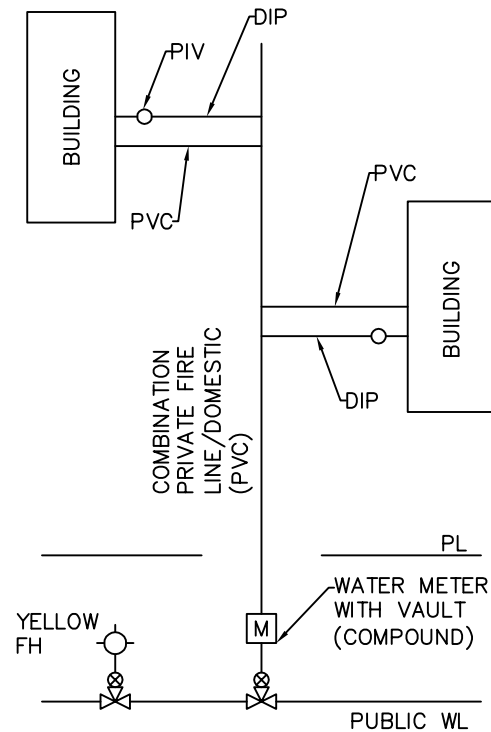 DIP
PIV
BUILDING
PVC
PVC
BUILDING
DIP
COMBINATION
PRIVATE FIRE
LINE/DOMESTIC
(PVC)
PL
WATER METER
WITH VAULT
(COMPOUND)
YELLOW
FH
M
PUBLIC WL